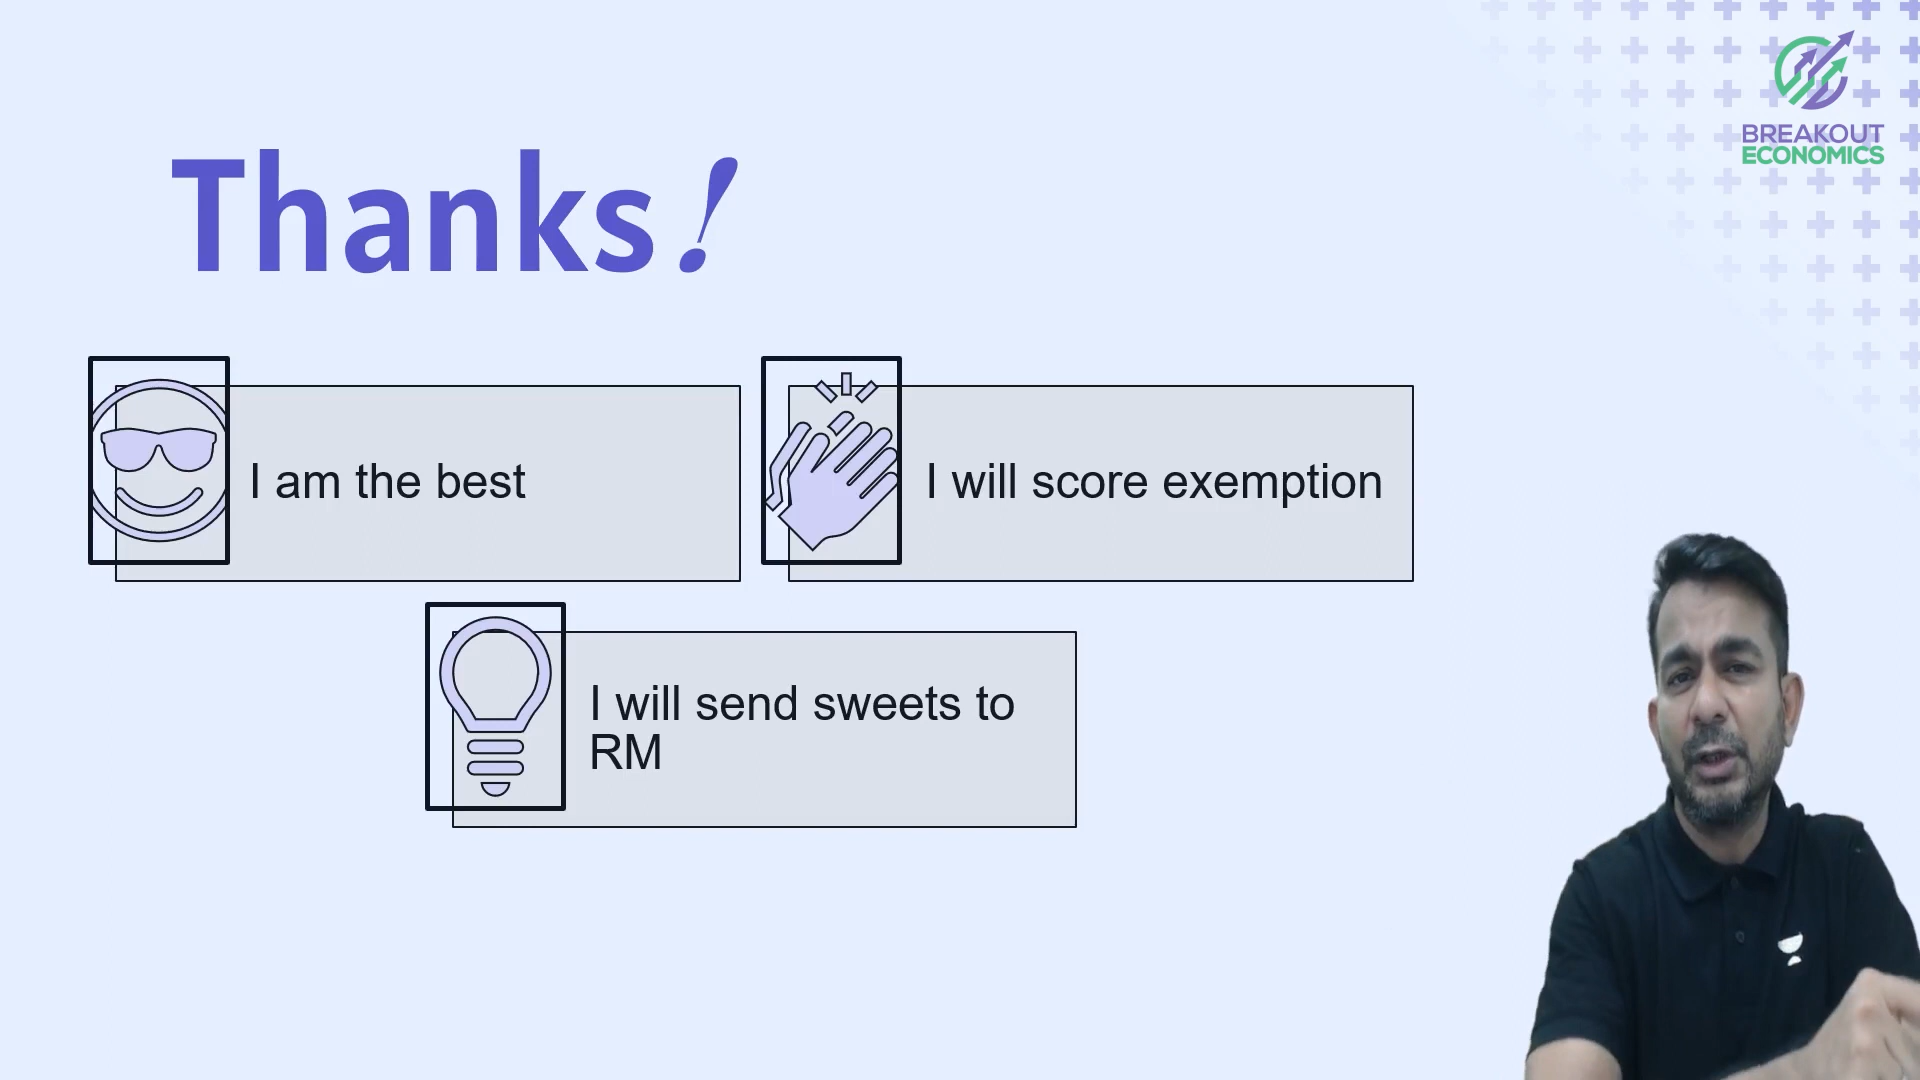 BREAKOUT
ECONOMICS
Thanks!
I am the best
I will score exemption
I will send sweets to
RM